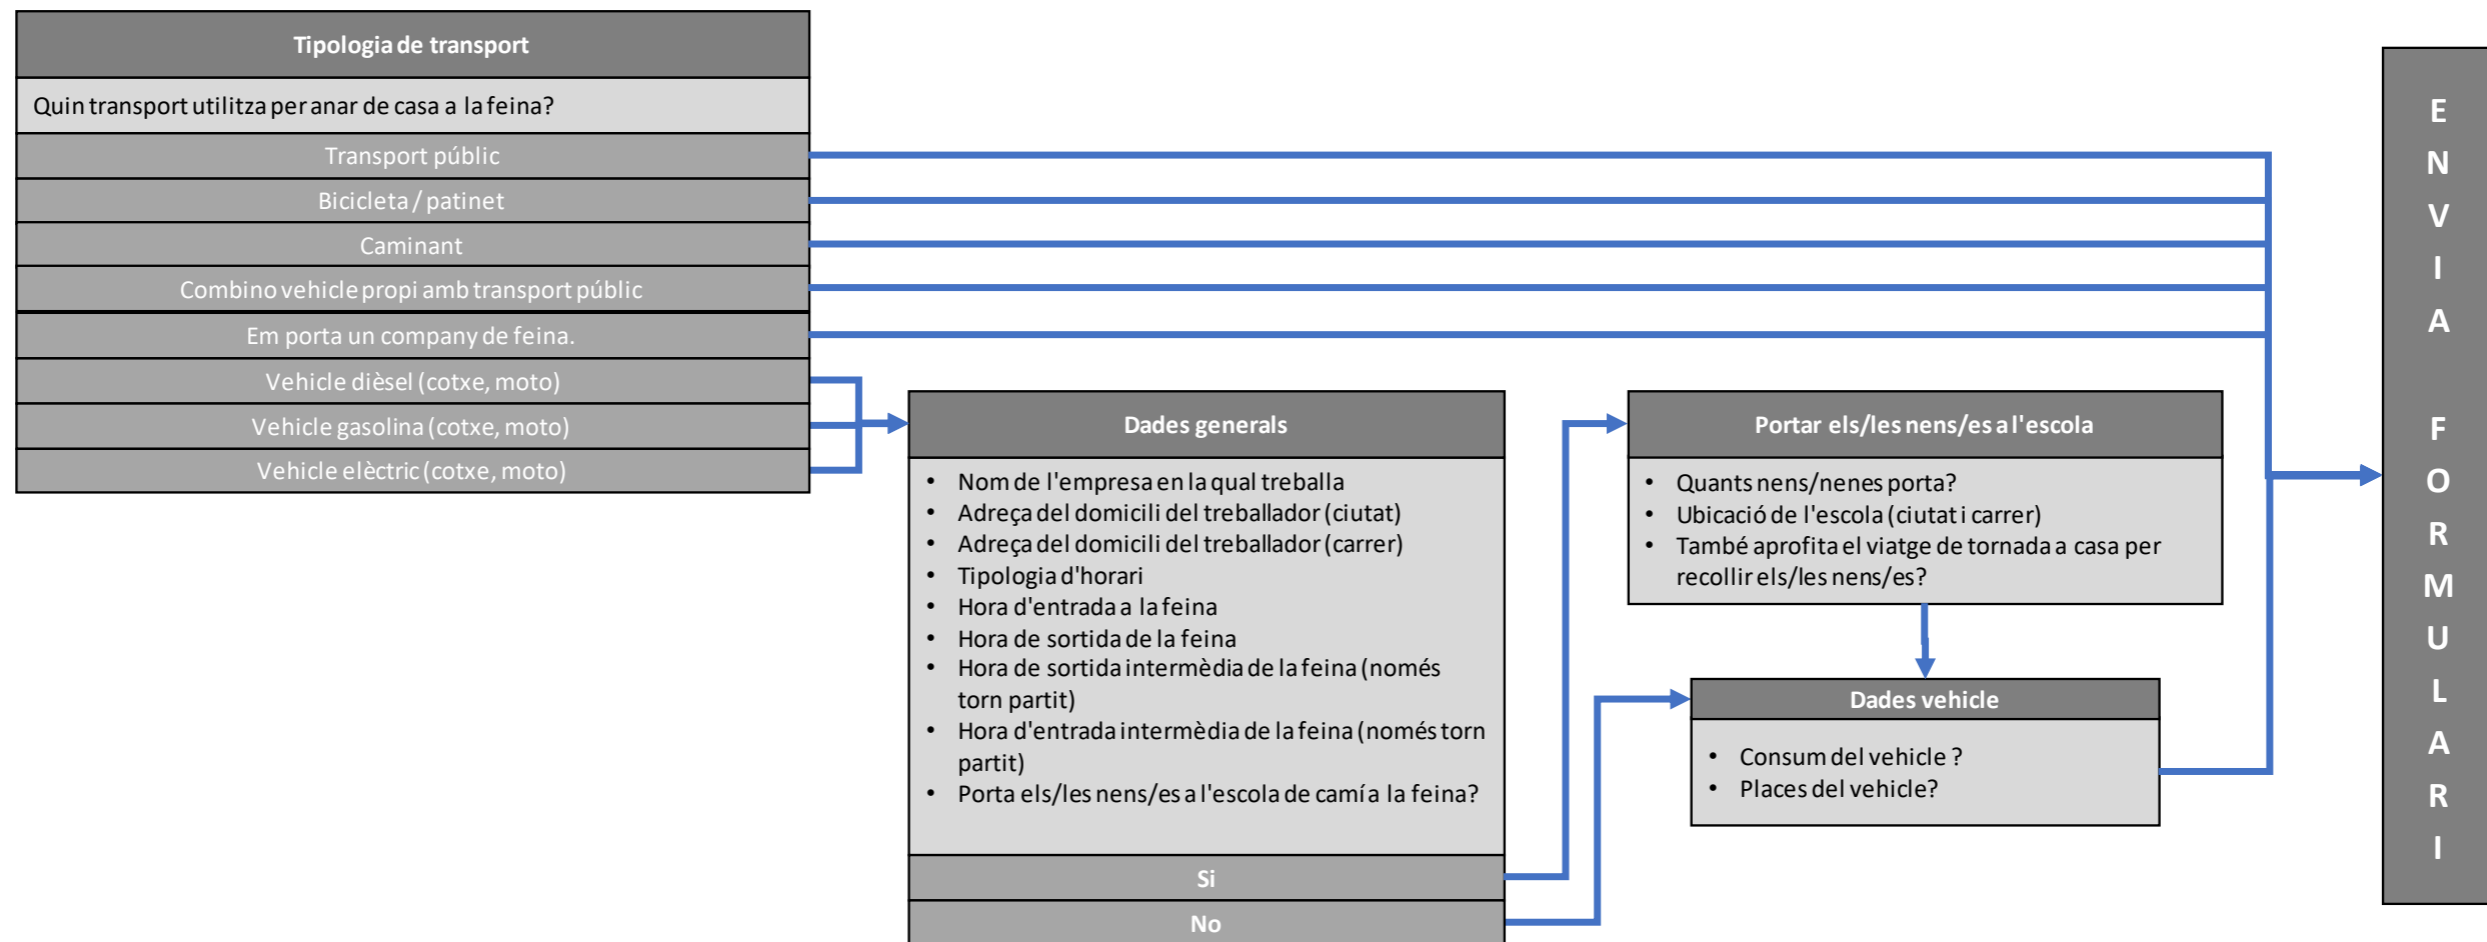 Tipologia de transport
Quin transport utilitza per anar de casa a la feina?
Transport públic
Bicicleta / patinet
Caminant
Combino vehicle propi amb transport públic
Em porta un company de feina.
Vehicle dièsel (cotxe, moto)
Vehicle gasolina (cotxe, moto)
Vehicle elèctric (cotxe, moto)
Dades generals
• Nom de l'empresa en la qual treballa
• Adreça del domicili del treballador (ciutat)
• Adreça del domicili del treballador (carrer)
• Tipologia d'horari
• Hora d'entrada a la feina
• Hora de sortida de la feina
• Hora de sortida intermèdia de la feina (només
torn partit)
• Hora d'entrada intermèdia de la feina (només torn
partit)
• Porta els/les nens/es a l'escola de camí a la feina?
Si
No
Portar els/les nens/es a l'escola
• Quants nens/nenes porta?
• Ubicació de l'escola (ciutat i carrer)
• També aprofita el viatge de tornada a casa per
recollir els/les nens/es?
Dades vehicle
• Consum del vehicle ?
• Places del vehicle?
ENVIA FORMULARI